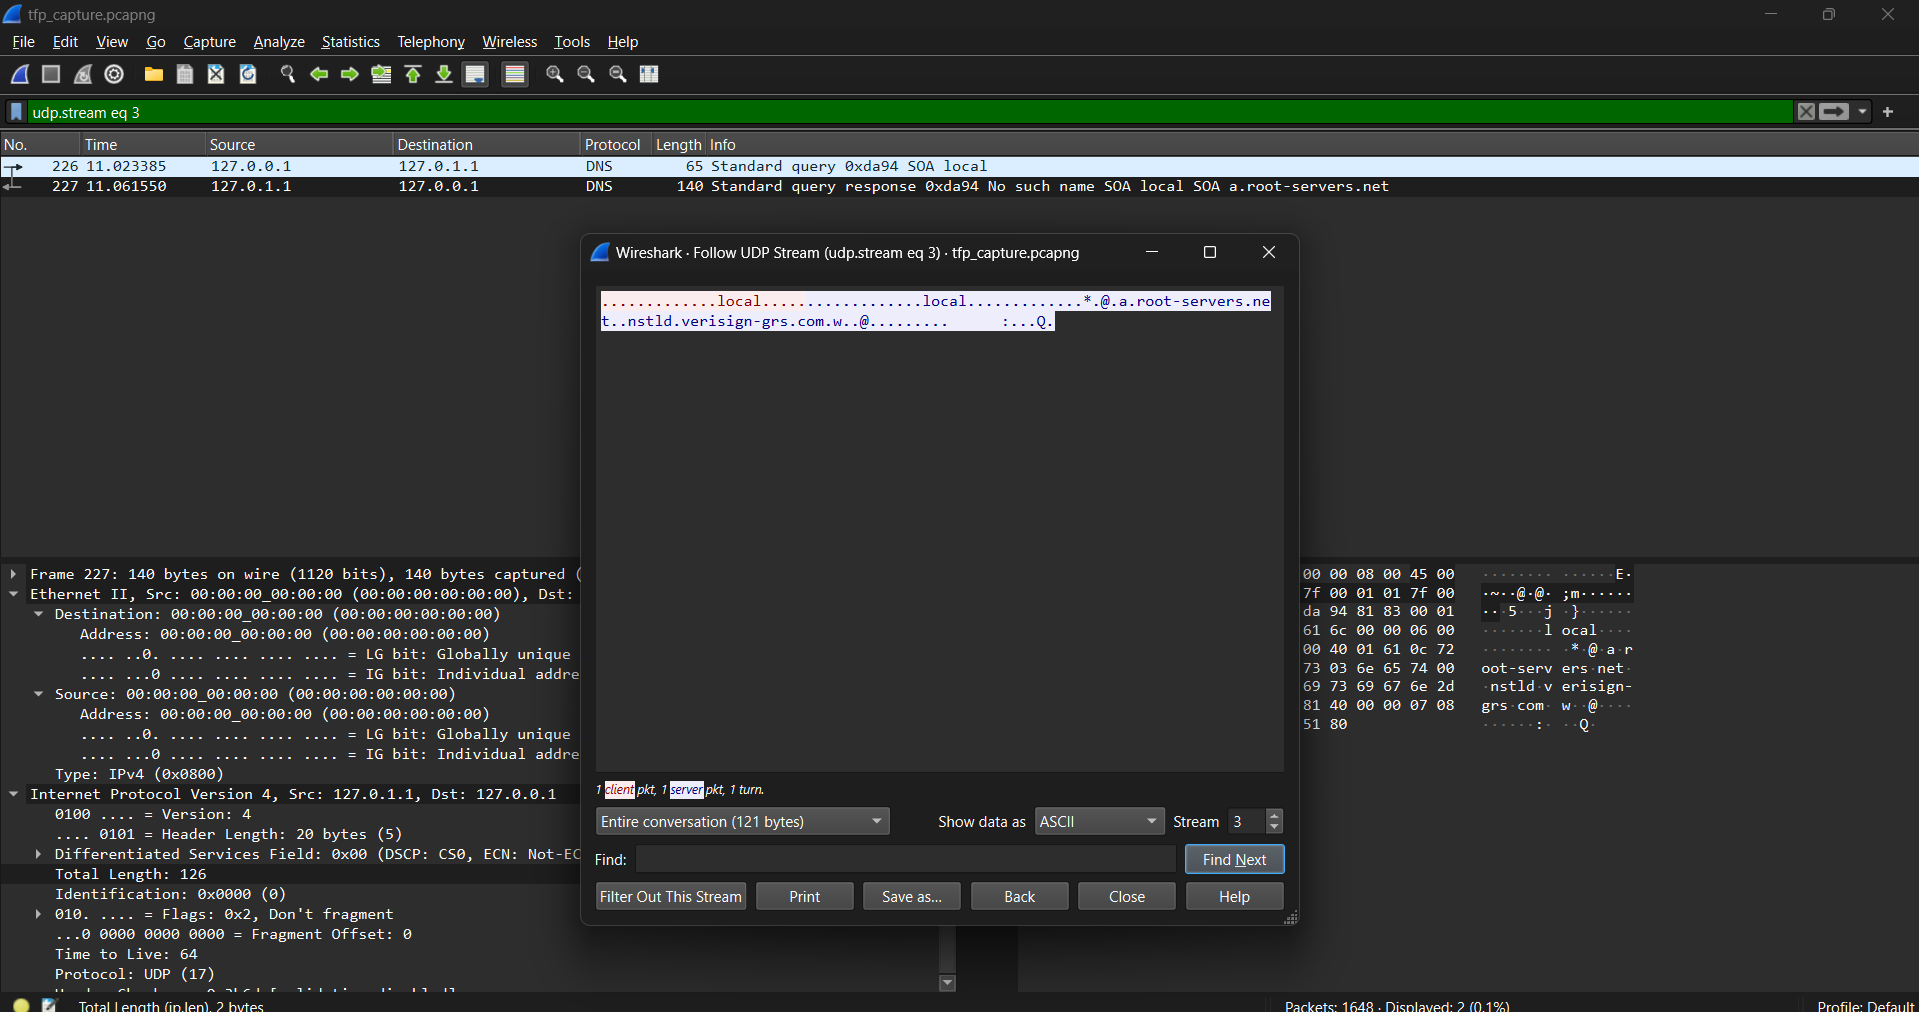 tfp_capture.pcapng
File Edit View Go Capture Analyze Statistics Telephony Wireless Tools Help
udp.stream eq 3
No. Time Source Destination Protocol Length Info
226 11.023385 127.0.0.1 127.0.1.1 DNS 65 Standard query 0xda94 SOA local
227 11.061550 127.0.1.1 127.0.0.1 DNS 140 Standard query response 0xda94 No such name SOA local SOA a.root-servers.net
Wireshark · Follow UDP Stream (udp.stream eq 3) · tfp_capture.pcapng
.............local..................local.............*.@.a.root-servers.ne
t..nstld.verisign-grs.com.w..@......... :...Q.
1 client pkt, 1 server pkt, 1 turn.
Entire conversation (121 bytes) Show data as ASCII Stream 3
Find: Find Next
Filter Out This Stream Print Save as... Back Close Help
Frame 227: 140 bytes on wire (1120 bits), 140 bytes captured (
Ethernet II, Src: 00:00:00_00:00:00 (00:00:00:00:00:00), Dst:
Destination: 00:00:00_00:00:00 (00:00:00:00:00:00)
Address: 00:00:00_00:00:00 (00:00:00:00:00:00)
.... ..0. .... .... .... .... = LG bit: Globally unique
.... ...0 .... .... .... .... = IG bit: Individual addre
Source: 00:00:00_00:00:00 (00:00:00:00:00:00)
Address: 00:00:00_00:00:00 (00:00:00:00:00:00)
.... ..0. .... .... .... .... = LG bit: Globally unique
.... ...0 .... .... .... .... = IG bit: Individual addre
Type: IPv4 (0x0800)
Internet Protocol Version 4, Src: 127.0.1.1, Dst: 127.0.0.1
0100 .... = Version: 4
.... 0101 = Header Length: 20 bytes (5)
Differentiated Services Field: 0x00 (DSCP: CS0, ECN: Not-EC
Total Length: 126
Identification: 0x0000 (0)
010. .... = Flags: 0x2, Don't fragment
...0 0000 0000 0000 = Fragment Offset: 0
Time to Live: 64
Protocol: UDP (17)
00 00 08 00 45 00 ········ ······E·
7f 00 01 01 7f 00 ·~··@·@· ;m······
da 94 81 83 00 01 ···5···j ·}······
61 6c 00 00 06 00 ·······l ocal····
00 40 01 61 0c 72 ········ ·*·@·a·r
73 03 6e 65 74 00 oot-serv ers·net·
69 73 69 67 6e 2d ·nstld·v erisign-
81 40 00 00 07 08 grs·com· w··@····
51 80 ······:· ··Q·
Total Length (ip.len), 2 bytes
Packets: 1648 · Displayed: 2 (0.1%)
Profile: Default